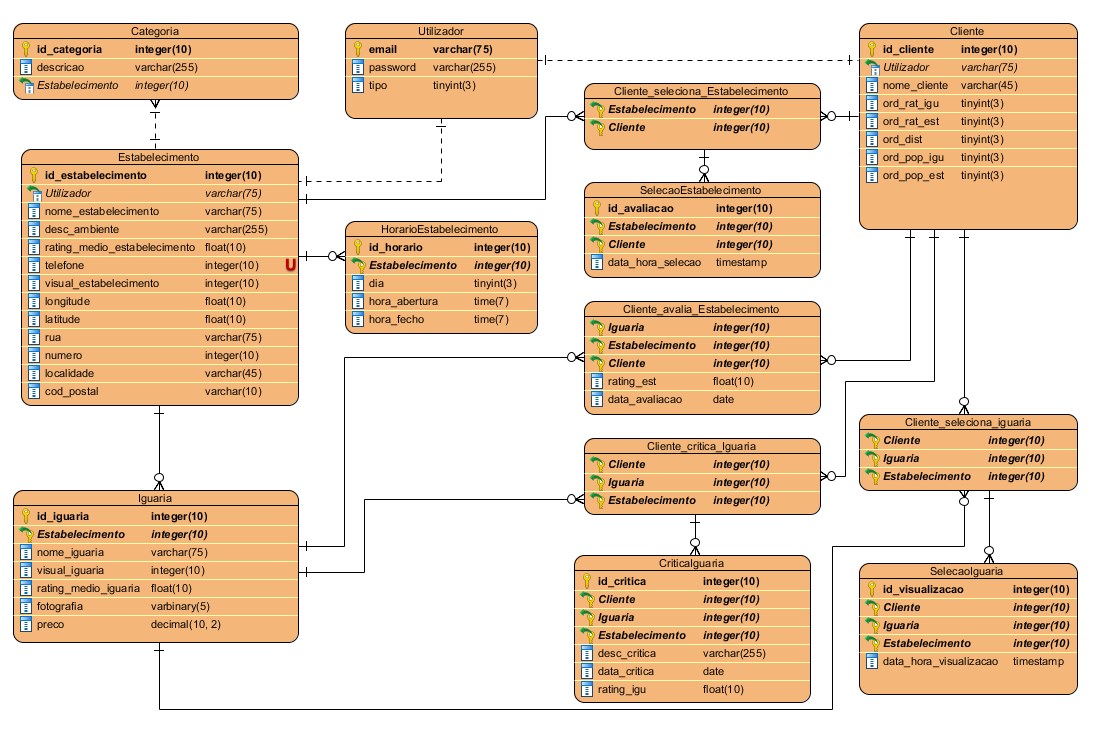 Categoria
id_categoria integer(10)
descricao varchar(255)
Estabelecimento integer(10)
Utilizador
email varchar(75)
password varchar(255)
tipo tinyint(3)
Cliente
id_cliente integer(10)
Utilizador varchar(75)
nome_cliente varchar(45)
ord_rat_igu tinyint(3)
ord_rat_est tinyint(3)
ord_dist tinyint(3)
ord_pop_igu tinyint(3)
ord_pop_est tinyint(3)
Cliente_seleciona_Estabelecimento
Estabelecimento integer(10)
Cliente integer(10)
Estabelecimento
id_estabelecimento integer(10)
Utilizador varchar(75)
nome_estabelecimento varchar(75)
desc_ambiente varchar(255)
rating_medio_estabelecimento float(10)
telefone integer(10) U
visual_estabelecimento integer(10)
longitude float(10)
latitude float(10)
rua varchar(75)
numero integer(10)
localidade varchar(45)
cod_postal varchar(10)
SelecaoEstabelecimento
id_avaliacao integer(10)
Estabelecimento integer(10)
Cliente integer(10)
data_hora_selecao timestamp
HorarioEstabelecimento
id_horario integer(10)
Estabelecimento integer(10)
dia tinyint(3)
hora_abertura time(7)
hora_fecho time(7)
Cliente_avalia_Estabelecimento
Iguaria integer(10)
Estabelecimento integer(10)
Cliente integer(10)
rating_est float(10)
data_avaliacao date
Cliente_seleciona_iguaria
Cliente integer(10)
Iguaria integer(10)
Estabelecimento integer(10)
Cliente_critica_Iguaria
Cliente integer(10)
Iguaria integer(10)
Estabelecimento integer(10)
Iguaria
id_iguaria integer(10)
Estabelecimento integer(10)
nome_iguaria varchar(75)
visual_iguaria integer(10)
rating_medio_iguaria float(10)
fotografia varbinary(5)
preco decimal(10, 2)
CriticaIguaria
id_critica integer(10)
Cliente integer(10)
Iguaria integer(10)
Estabelecimento integer(10)
desc_critica varchar(255)
data_critica date
rating_igu float(10)
SelecaoIguaria
id_visualizacao integer(10)
Cliente integer(10)
Iguaria integer(10)
Estabelecimento integer(10)
data_hora_visualizacao timestamp